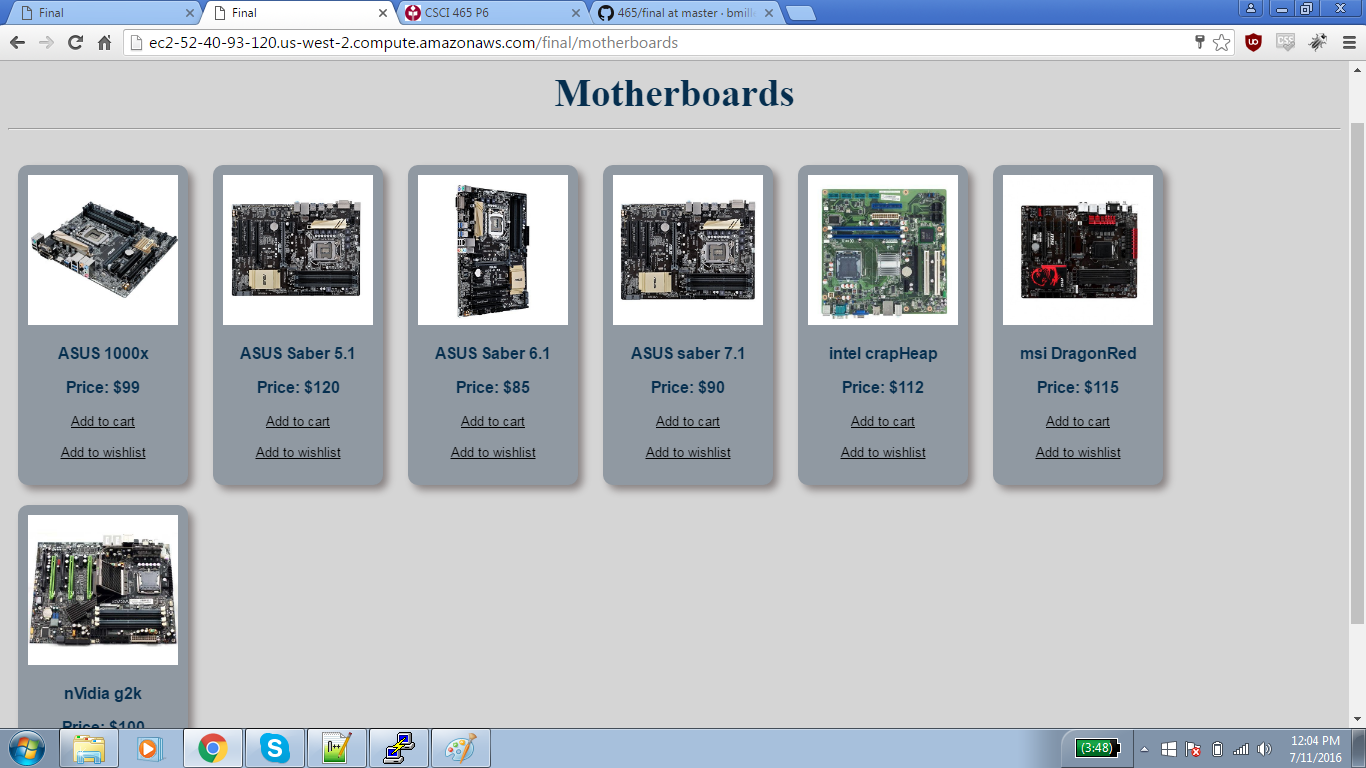 Final
Final
CSCI 465 P6
465/final at master · bmill
ec2-52-40-93-120.us-west-2.compute.amazonaws.com/final/motherboards
Motherboards
ASUS 1000x
Price: $99
Add to cart
Add to wishlist
ASUS Saber 5.1
Price: $120
Add to cart
Add to wishlist
ASUS Saber 6.1
Price: $85
Add to cart
Add to wishlist
ASUS saber 7.1
Price: $90
Add to cart
Add to wishlist
intel crapHeap
Price: $112
Add to cart
Add to wishlist
msi DragonRed
Price: $115
Add to cart
Add to wishlist
nVidia g2k
Price: $100
(3:48)
12:04 PM
7/11/2016